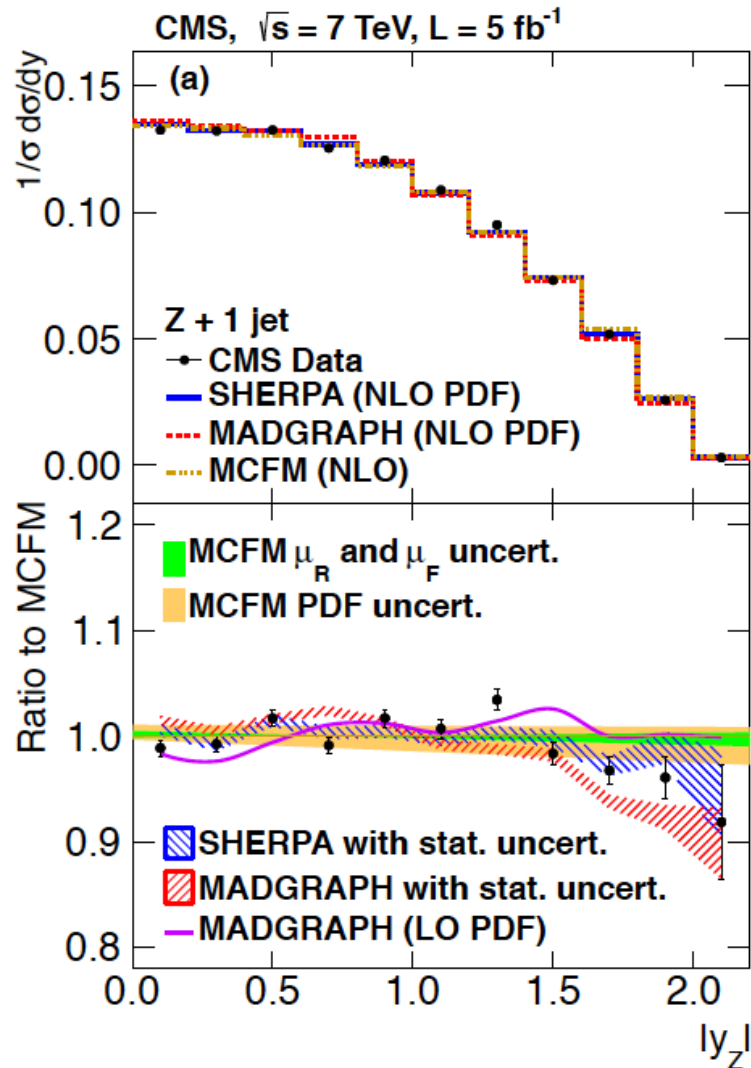 CMS, √s = 7 TeV, L = 5 fb⁻¹
(a)
1/σ dσ/dy
0.15
0.10
0.05
0.00
Z + 1 jet
CMS Data
SHERPA (NLO PDF)
MADGRAPH (NLO PDF)
MCFM (NLO)
Ratio to MCFM
1.2
1.1
1.0
0.9
0.8
MCFM μ_R and μ_F uncert.
MCFM PDF uncert.
SHERPA with stat. uncert.
MADGRAPH with stat. uncert.
MADGRAPH (LO PDF)
0.0 0.5 1.0 1.5 2.0
|y_Z|